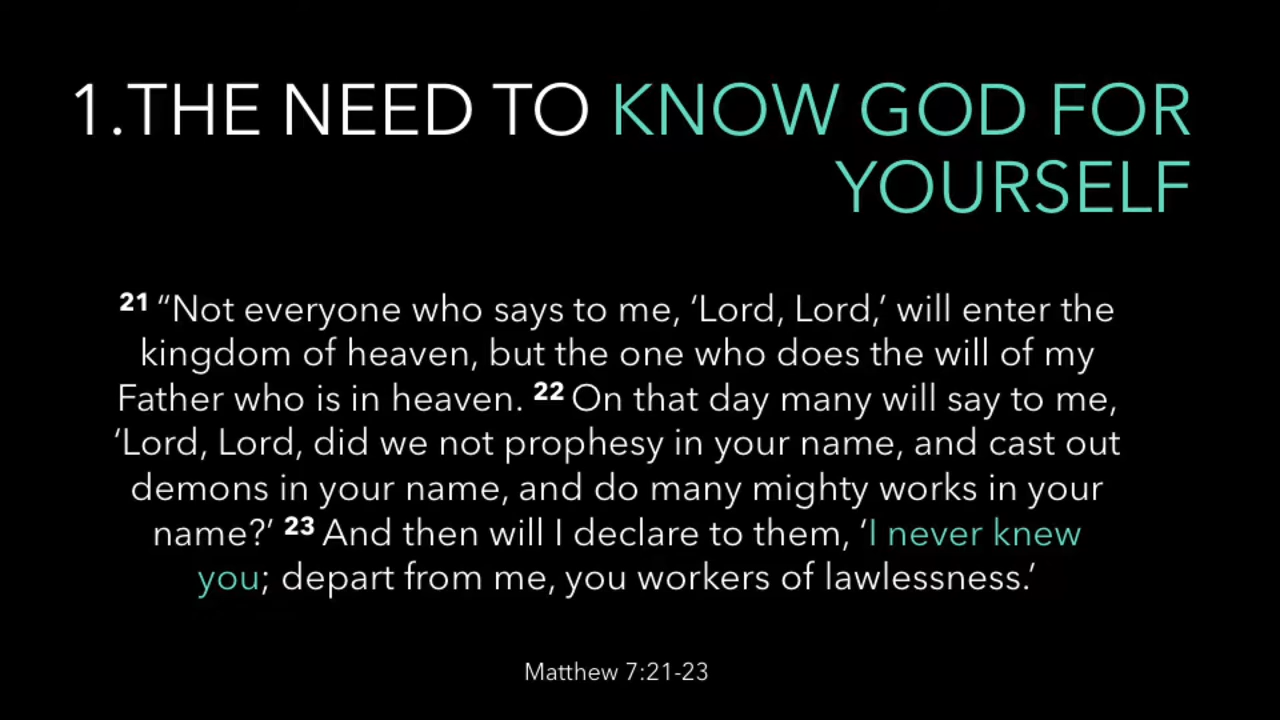 1.THE NEED TO KNOW GOD FOR
YOURSELF
21 “Not everyone who says to me, ‘Lord, Lord,’ will enter the
kingdom of heaven, but the one who does the will of my
Father who is in heaven. 22 On that day many will say to me,
‘Lord, Lord, did we not prophesy in your name, and cast out
demons in your name, and do many mighty works in your
name?’ 23 And then will I declare to them, ‘I never knew
you; depart from me, you workers of lawlessness.’
Matthew 7:21-23